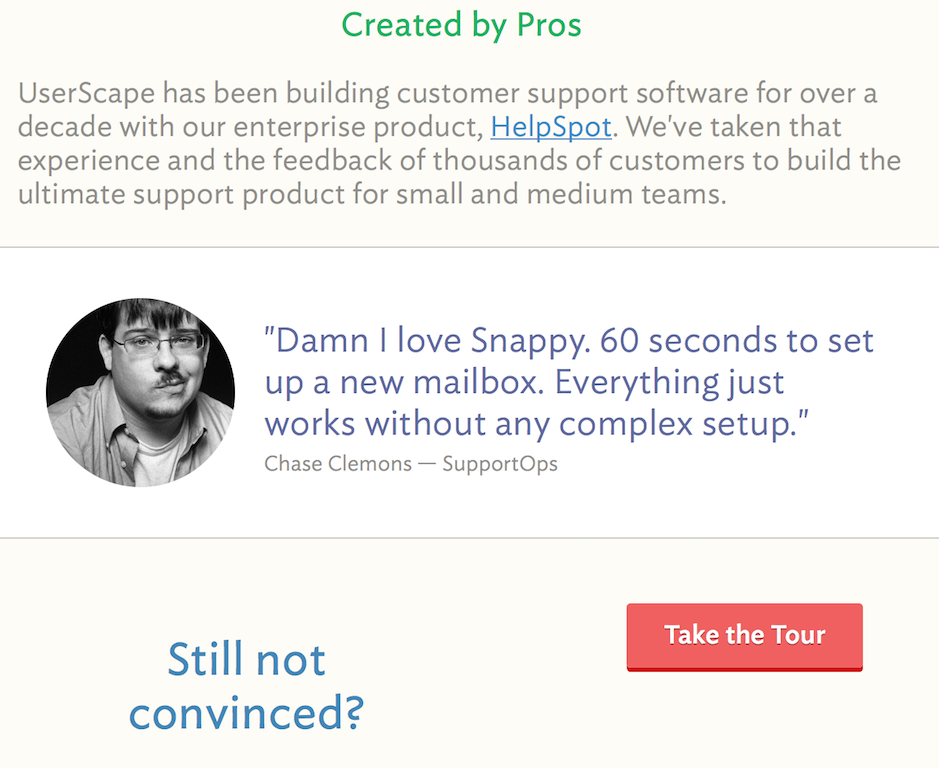 Created by Pros
UserScape has been building customer support software for over a
decade with our enterprise product, HelpSpot. We've taken that
experience and the feedback of thousands of customers to build the
ultimate support product for small and medium teams.
"Damn I love Snappy. 60 seconds to set
up a new mailbox. Everything just
works without any complex setup."
Chase Clemons — SupportOps
Take the Tour
Still not
convinced?